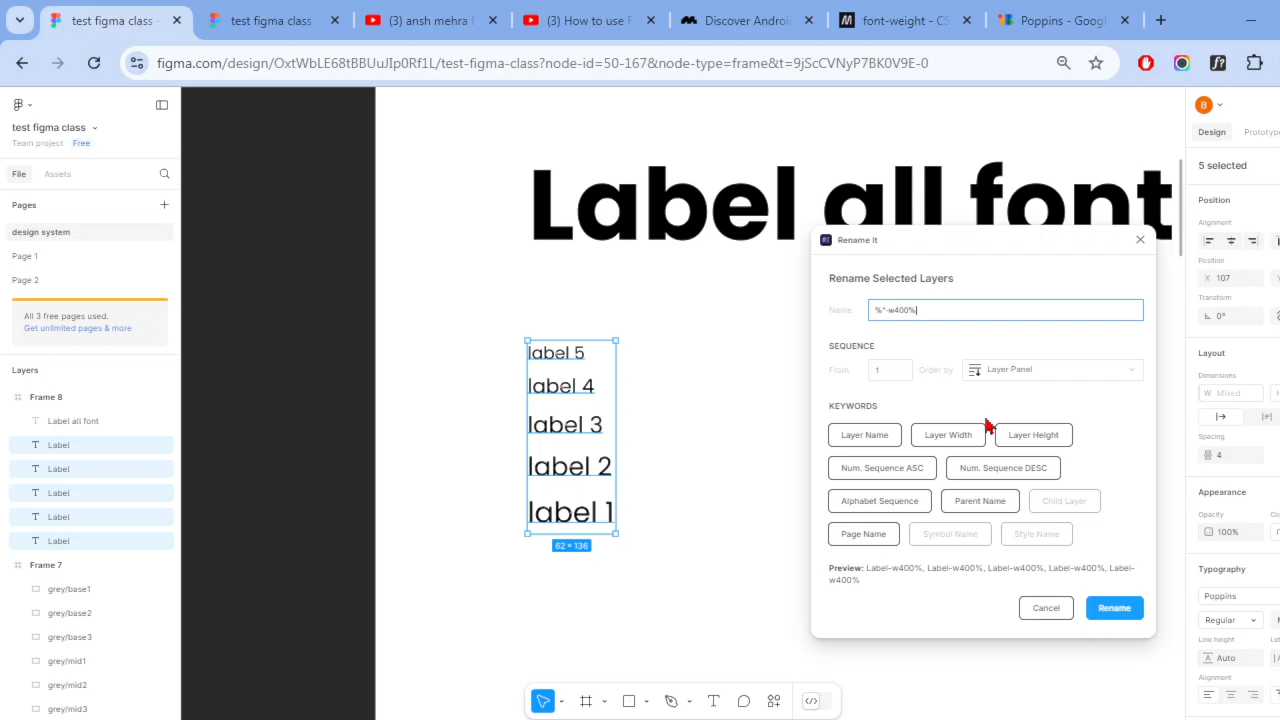 test figma class -
test figma class
(3) ansh mehra f
(3) How to use F
Discover Androi
font-weight - CS
Poppins - Googl
figma.com/design/OxtWbLE68tBBUuJIp0Rf1L/test-figma-class?node-id=50-167&node-type=frame&t=9jScCVNyP7BK0V9E-0
test figma class
Team project Free
File Assets
Pages
design system
Page 1
Page 2
All 3 free pages used.
Get unlimited pages & more
Layers
Frame 8
Label all font
Label
Label
Label
Label
Label
Frame 7
grey/base1
grey/base2
grey/base3
grey/mid1
grey/mid2
grey/mid3
Label all font
label 5
label 4
label 3
label 2
label 1
62 × 136
Rename It
Rename Selected Layers
Name %*-w400%
SEQUENCE
From 1 Order by Layer Panel
KEYWORDS
Layer Name Layer Width Layer Height
Num. Sequence ASC Num. Sequence DESC
Alphabet Sequence Parent Name Child Layer
Page Name Symbol Name Style Name
Preview: Label-w400%, Label-w400%, Label-w400%, Label-w400%, Label-
w400%
Cancel Rename
B
Design Prototype
5 selected
Position
Alignment
Position
X 107
Transform
0°
Layout
Dimensions
W Mixed
Spacing
4
Appearance
Opacity
100%
Typography
Poppins
Regular
Line height
Auto
Alignment